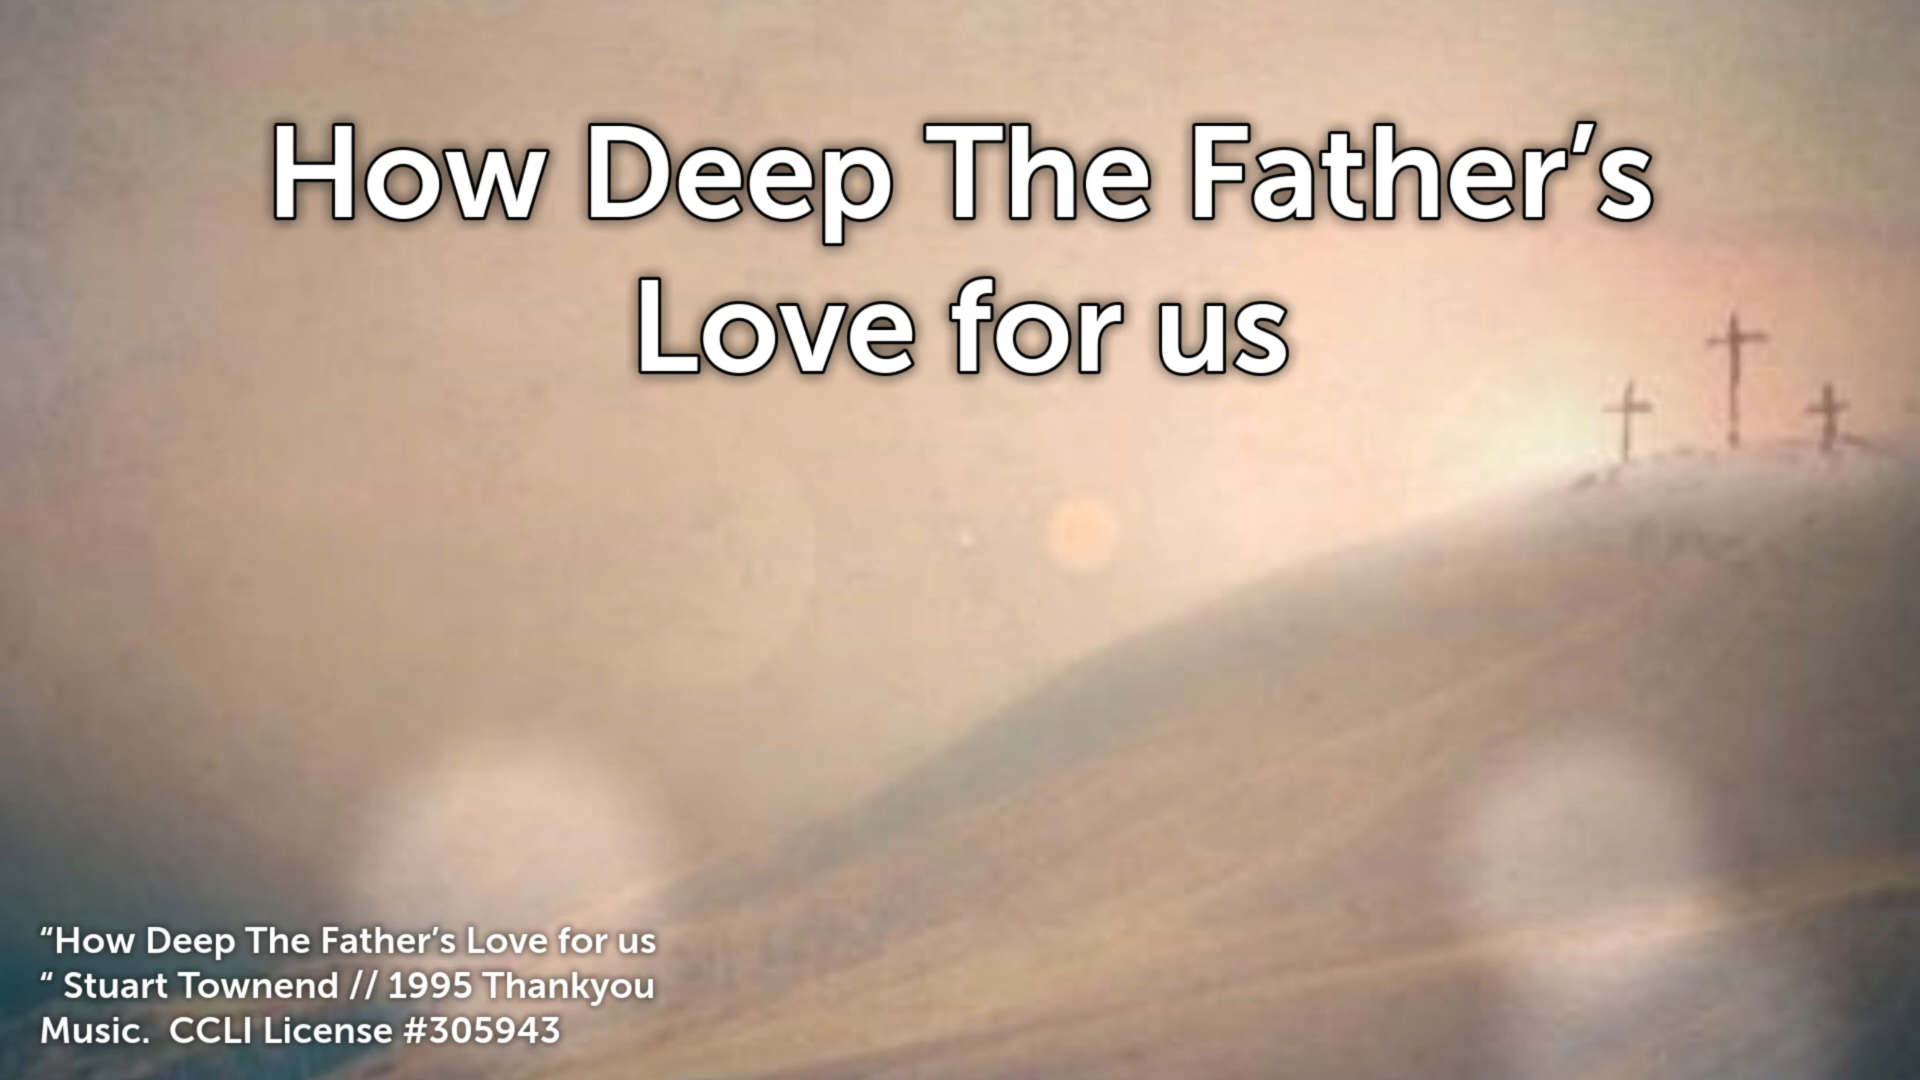 How Deep The Father’s
Love for us
“How Deep The Father’s Love for us
“ Stuart Townend // 1995 Thankyou
Music.  CCLI License #305943